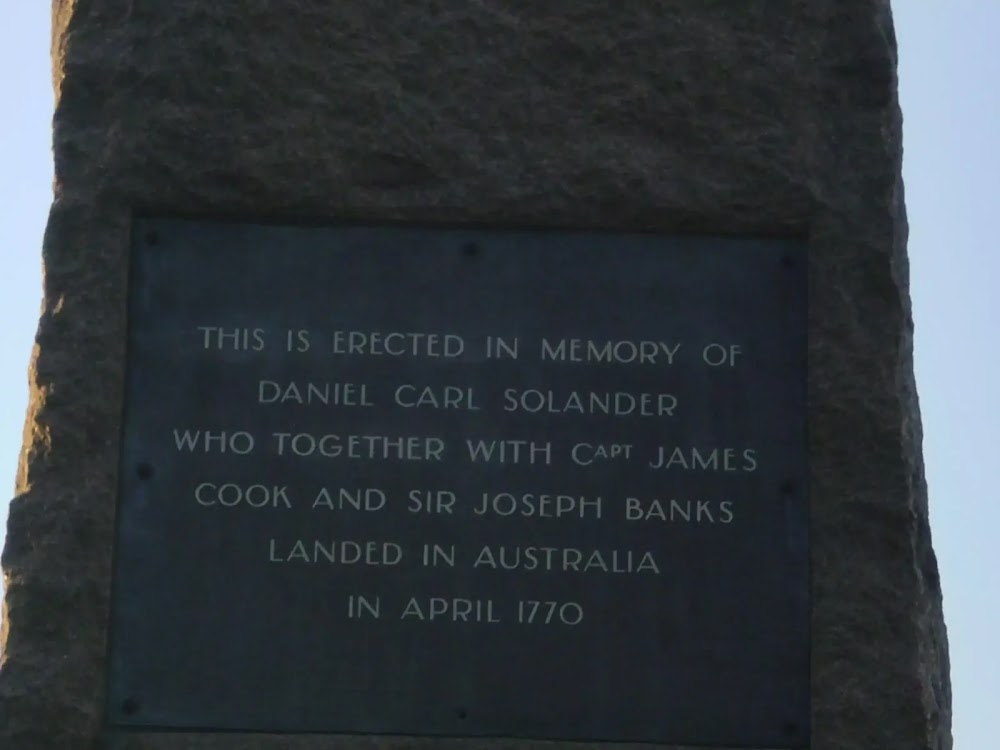 THIS IS ERECTED IN MEMORY OF
DANIEL CARL SOLANDER
WHO TOGETHER WITH CAPT JAMES
COOK AND SIR JOSEPH BANKS
LANDED IN AUSTRALIA
IN APRIL 1770